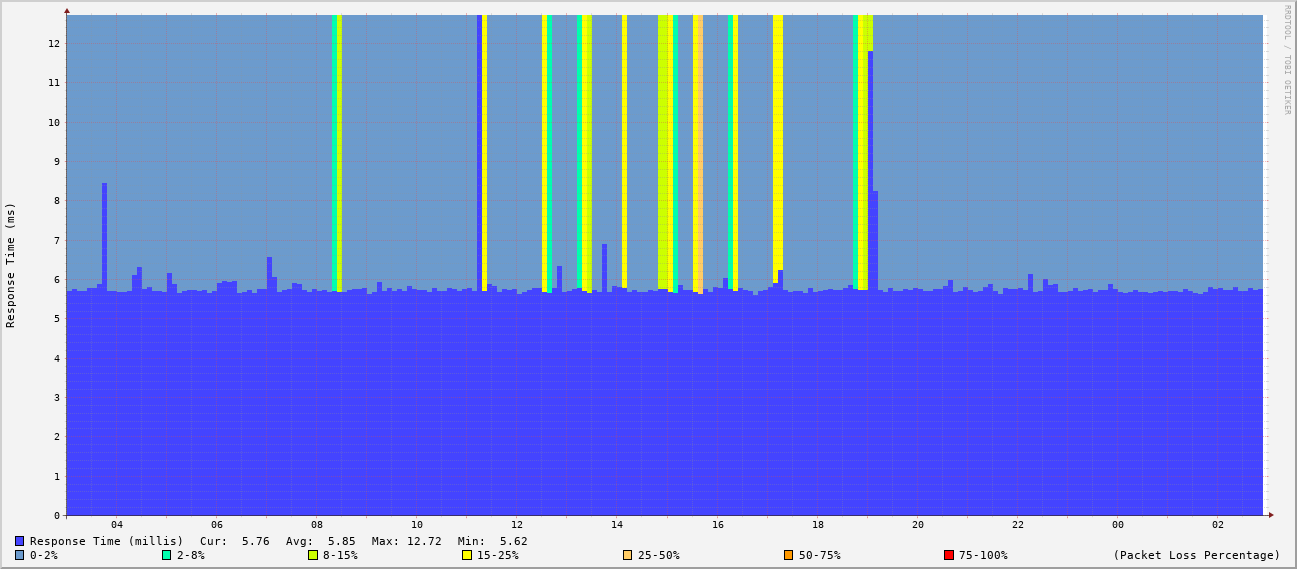 RRDTOOL / TOBI OETIKER
Response Time (ms)
12
11
10
9
8
7
6
5
4
3
2
1
0
04 06 08 10 12 14 16 18 20 22 00 02
Response Time (millis) Cur: 5.76 Avg: 5.85 Max: 12.72 Min: 5.62
0-2% 2-8% 8-15% 15-25% 25-50% 50-75% 75-100% (Packet Loss Percentage)